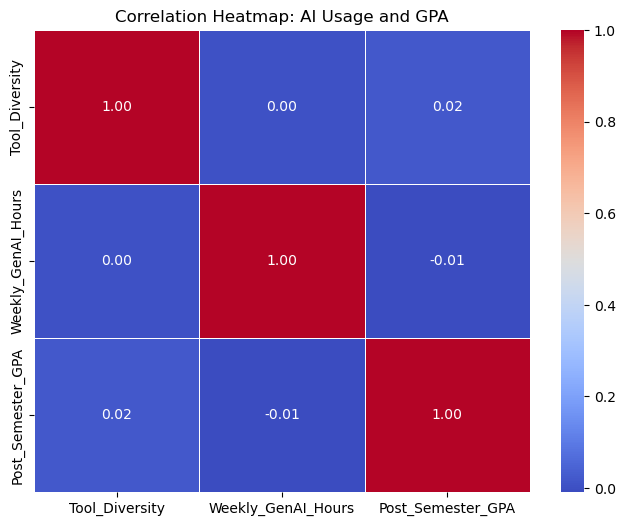 Correlation Heatmap: AI Usage and GPA
Tool_Diversity
1.00 0.00 0.02
Weekly_GenAI_Hours
0.00 1.00 -0.01
Post_Semester_GPA
0.02 -0.01 1.00
Tool_Diversity Weekly_GenAI_Hours Post_Semester_GPA
1.0
0.8
0.6
0.4
0.2
0.0